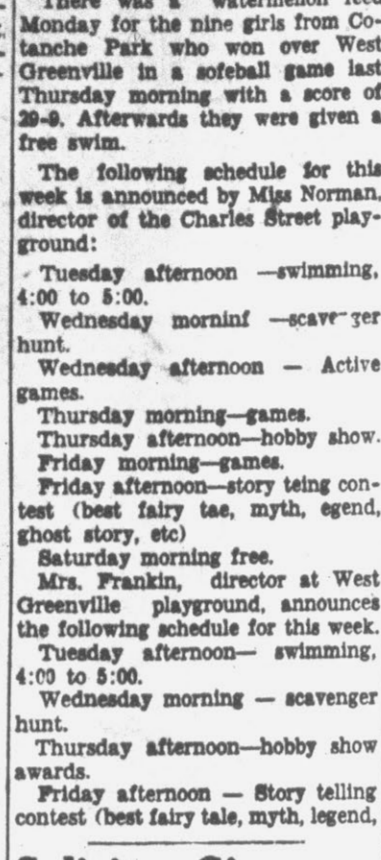 There was a watermelon feed
Monday for the nine girls from Co-
tanche Park who won over West
Greenville in a sofeball game last
Thursday morning with a score of
29-9. Afterwards they were given a
free swim.
The following schedule for this
week is announced by Miss Norman,
director of the Charles Street play-
ground:
Tuesday afternoon —swimming,
4:00 to 5:00.
Wednesday morninf —scavenger
hunt.
Wednesday afternoon — Active
games.
Thursday morning—games.
Thursday afternoon—hobby show.
Friday morning—games.
Friday afternoon—story teing con-
test (best fairy tae, myth, egend,
ghost story, etc)
Saturday morning free.
Mrs. Frankin, director at West
Greenville playground, announces
the following schedule for this week.
Tuesday afternoon— swimming,
4:00 to 5:00.
Wednesday morning — scavenger
hunt.
Thursday afternoon—hobby show
awards.
Friday afternoon — Story telling
contest (best fairy tale, myth, legend,